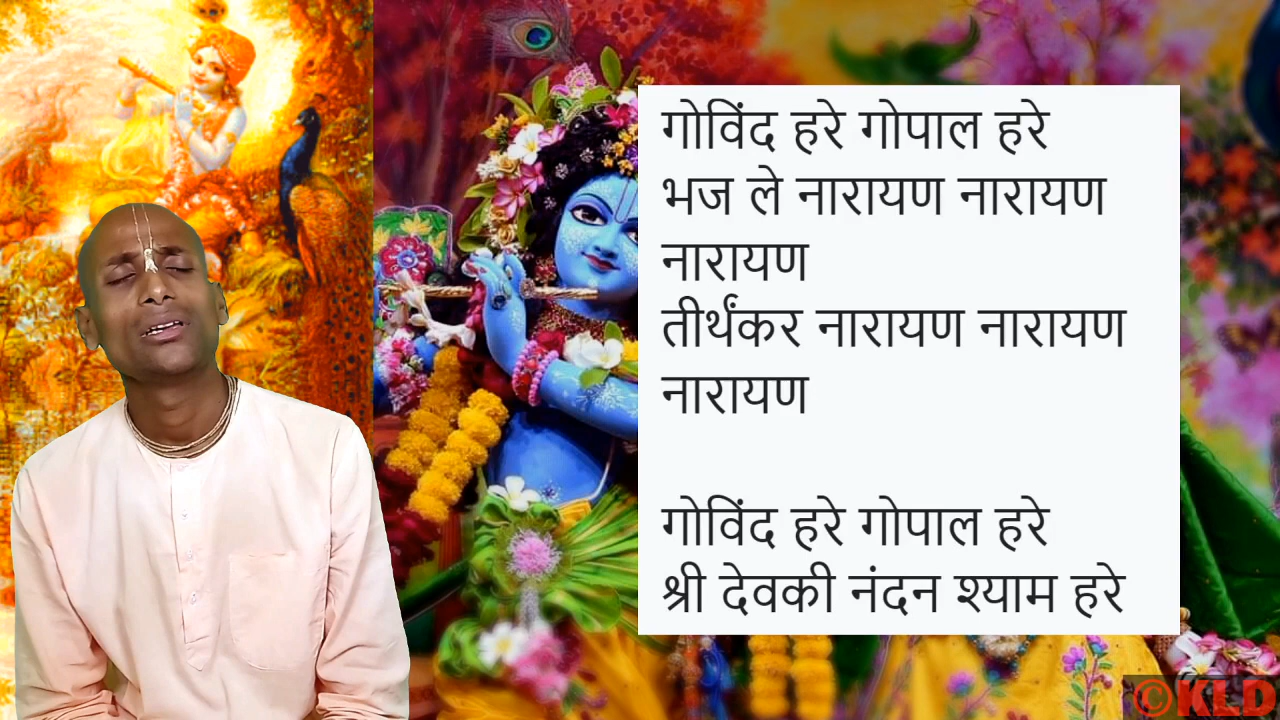 गोविंद हरे गोपाल हरे
भज ले नारायण नारायण
नारायण
तीर्थंकर नारायण नारायण
नारायण
गोविंद हरे गोपाल हरे
श्री देवकी नंदन श्याम हरे
©KLD